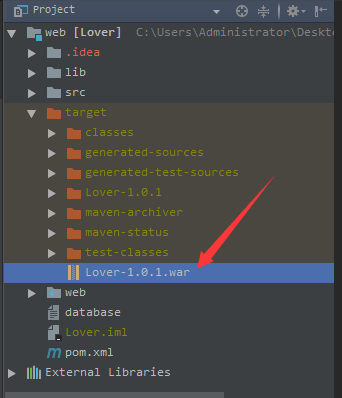 Project
web [Lover] C:\Users\Administrator\Deskto
.idea
lib
src
target
classes
generated-sources
generated-test-sources
Lover-1.0.1
maven-archiver
maven-status
test-classes
Lover-1.0.1.war
web
database
Lover.iml
pom.xml
External Libraries